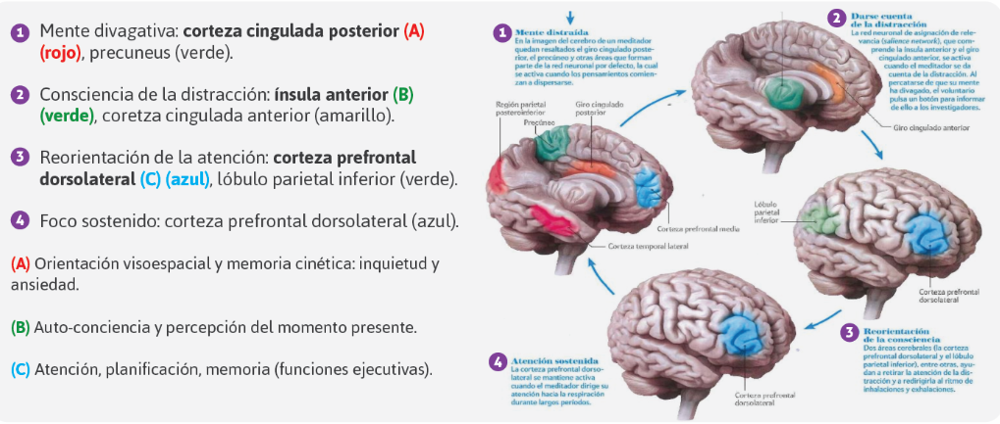 1 Mente divagativa: corteza cingulada posterior (A)
(rojo), precuneus (verde).
2 Consciencia de la distracción: ínsula anterior (B)
(verde), coretza cingulada anterior (amarillo).
3 Reorientación de la atención: corteza prefrontal
dorsolateral (C) (azul), lóbulo parietal inferior (verde).
4 Foco sostenido: corteza prefrontal dorsolateral (azul).
(A) Orientación visoespacial y memoria cinética: inquietud y
ansiedad.
(B) Auto-conciencia y percepción del momento presente.
(C) Atención, planificación, memoria (funciones ejecutivas).
1 Mente distraída
En la imagen del cerebro de un meditador
quedan resaltados el giro cingulado poste-
rior, el precúneo y otras áreas que forman
parte de la red neuronal por defecto, la cual
se activa cuando los pensamientos comien-
zan a dispersarse.
Región parietal
posteroinferior
Precúneo
Giro cingulado
posterior
Corteza prefrontal media
Corteza temporal lateral
2 Darse cuenta
de la distracción
La red neuronal de asignación de rele-
vancia (salience network), que com-
prende la ínsula anterior y el giro
cingulado anterior, se activa
cuando el meditador se da
cuenta de la distracción. Al
percatarse de que su mente
ha divagado, el voluntario
pulsa un botón para informar
de ello a los investigadores.
Giro cingulado anterior
Lóbulo
parietal
inferior
Corteza prefrontal
dorsolateral
3 Reorientación
de la consciencia
Dos áreas cerebrales (la corteza
prefrontal dorsolateral y el lóbulo
parietal inferior), entre otras, ayu-
dan a retirar la atención de la dis-
tracción y a redirigirla al ritmo de
inhalaciones y exhalaciones.
4 Atención sostenida
La corteza prefrontal dorso-
lateral se mantiene activa
cuando el meditador dirige su
atención hacia la respiración
durante largos períodos.
Corteza prefrontal
dorsolateral